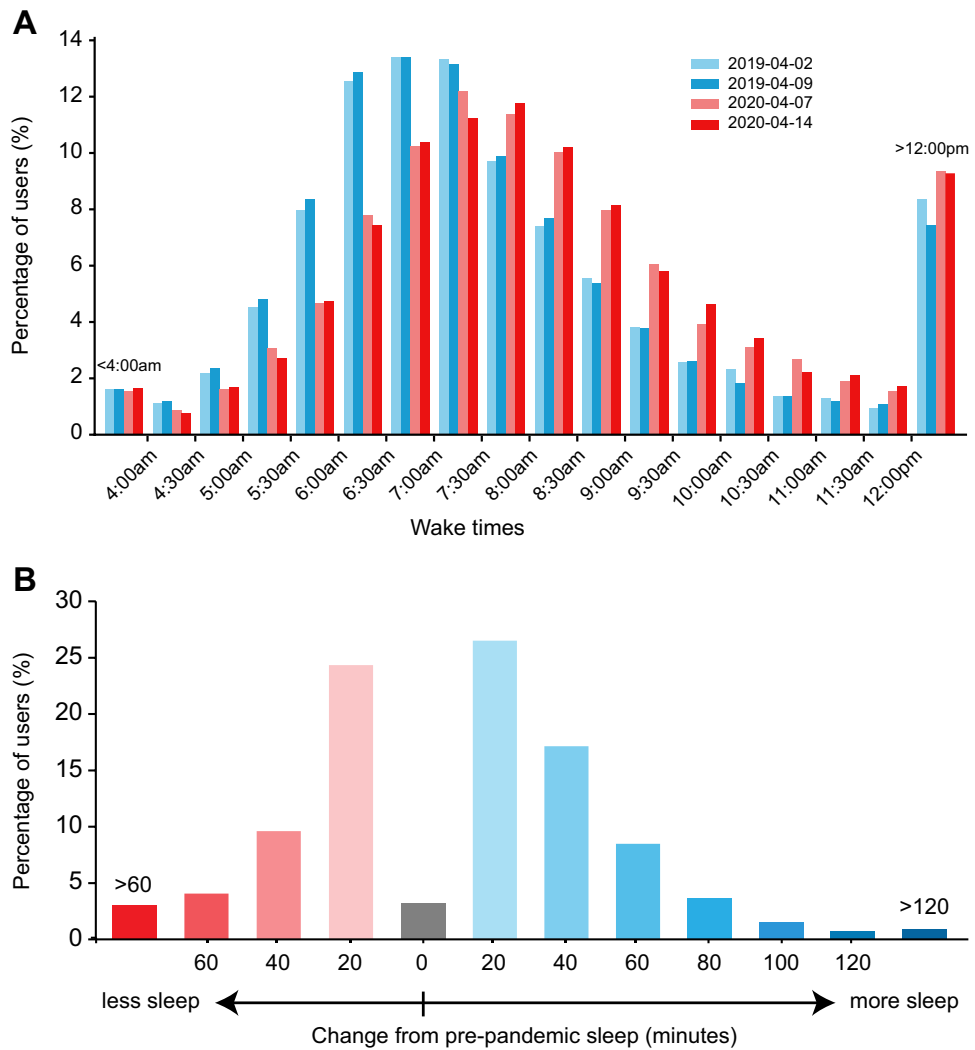 A
14
12
10
8
6
4
2
0
Percentage of users (%)
2019-04-02
2019-04-09
2020-04-07
2020-04-14
<4:00am
>12:00pm
4:00am
4:30am
5:00am
5:30am
6:00am
6:30am
7:00am
7:30am
8:00am
8:30am
9:00am
9:30am
10:00am
10:30am
11:00am
11:30am
12:00pm
Wake times
B
30
25
20
15
10
5
0
Percentage of users (%)
>60
>120
60 40 20 0 20 40 60 80 100 120
less sleep more sleep
Change from pre-pandemic sleep (minutes)